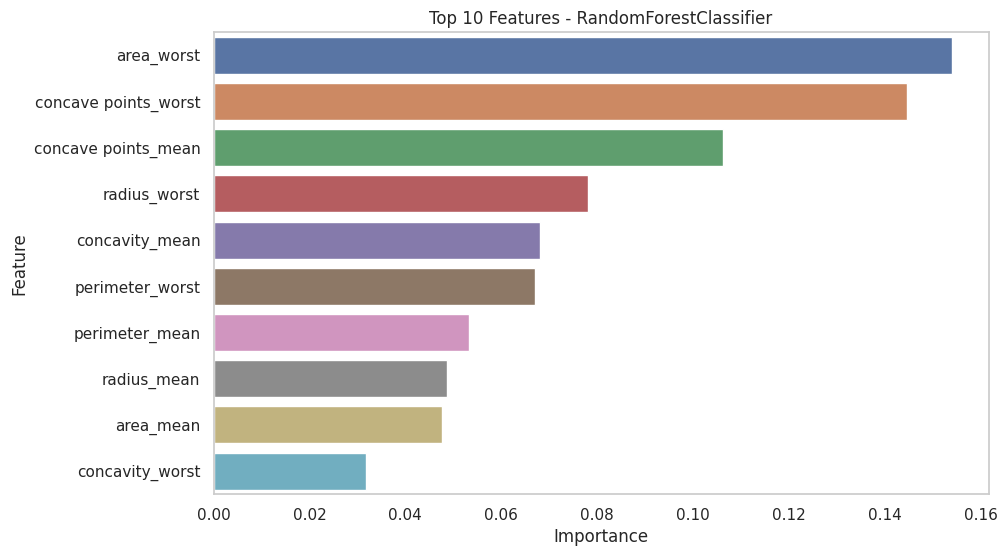 Top 10 Features - RandomForestClassifier
area_worst
concave points_worst
concave points_mean
radius_worst
concavity_mean
perimeter_worst
perimeter_mean
radius_mean
area_mean
concavity_worst
Feature
0.00 0.02 0.04 0.06 0.08 0.10 0.12 0.14 0.16
Importance